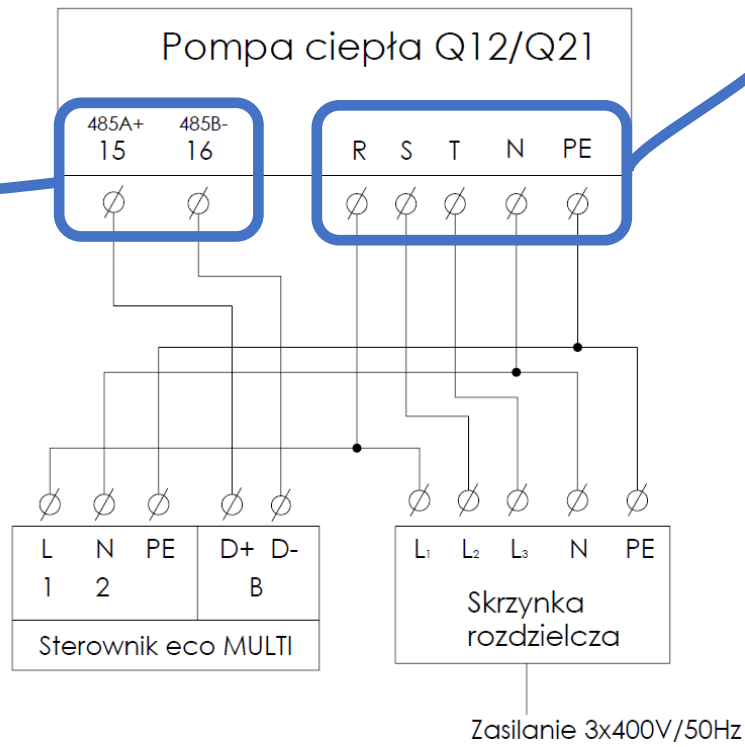 Pompa ciepła Q12/Q21
485A+ 485B-
15 16
R S T N PE
L N PE D+ D-
1 2 B
Sterownik eco MULTI
L₁ L₂ L₃ N PE
Skrzynka
rozdzielcza
Zasilanie 3x400V/50Hz